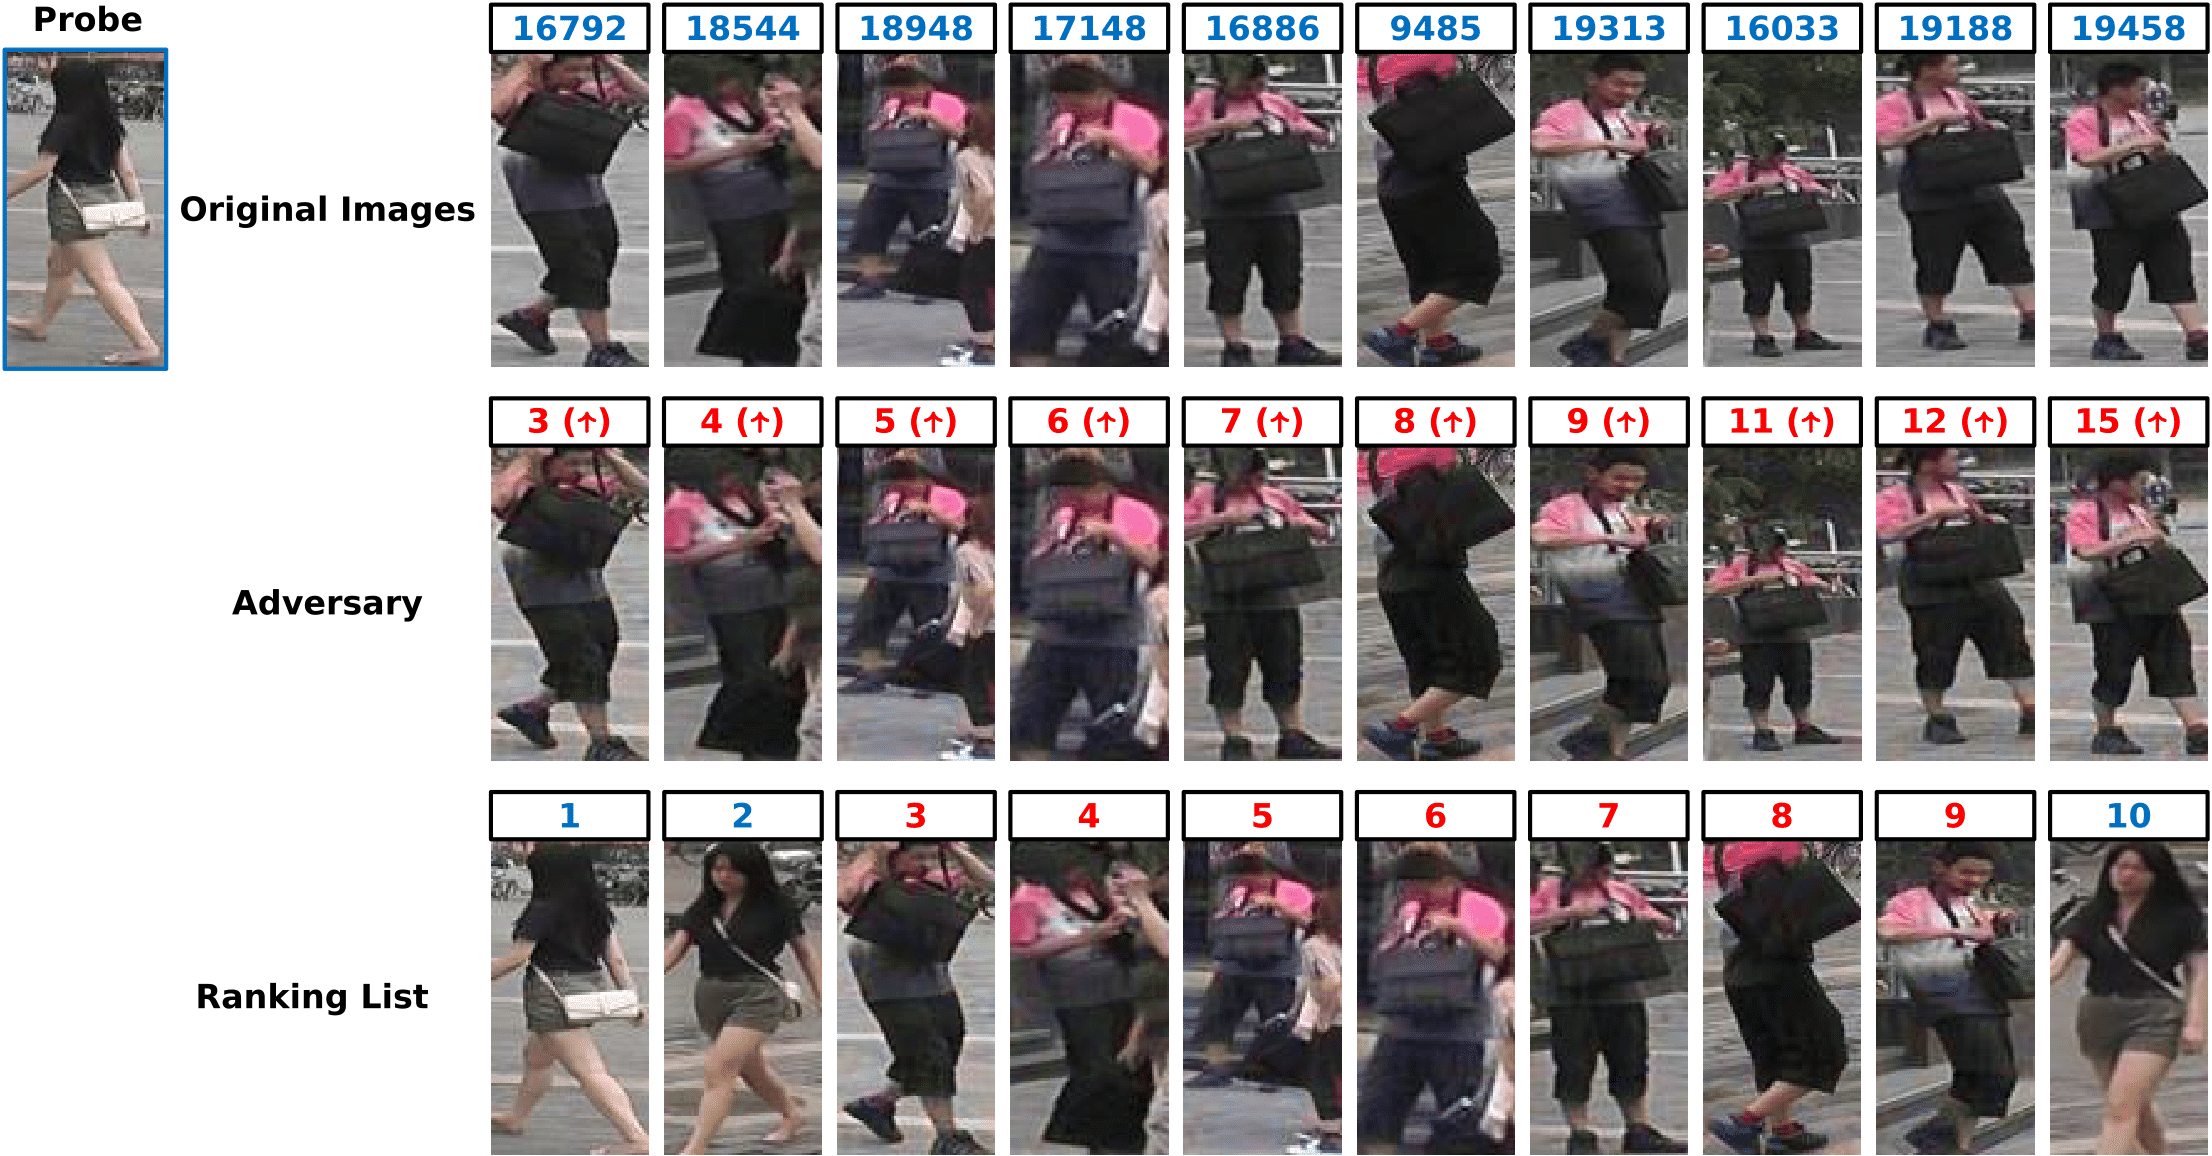 Probe
16792 18544 18948 17148 16886 9485 19313 16033 19188 19458
Original Images
3 (↑) 4 (↑) 5 (↑) 6 (↑) 7 (↑) 8 (↑) 9 (↑) 11 (↑) 12 (↑) 15 (↑)
Adversary
1 2 3 4 5 6 7 8 9 10
Ranking List